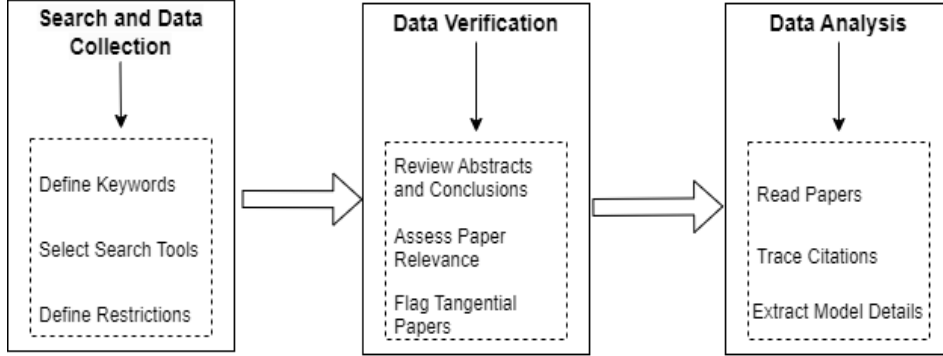 Search and Data
Collection
Define Keywords
Select Search Tools
Define Restrictions
Data Verification
Review Abstracts
and Conclusions
Assess Paper
Relevance
Flag Tangential
Papers
Data Analysis
Read Papers
Trace Citations
Extract Model Details